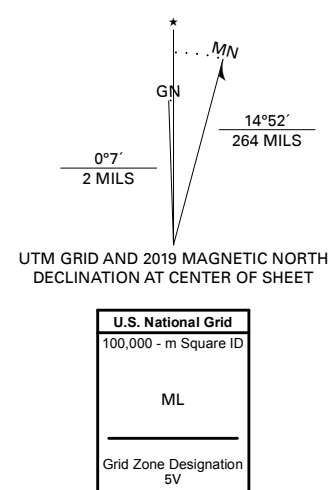 ★
MN
GN
14°52´
264 MILS
0°7´
2 MILS
UTM GRID AND 2019 MAGNETIC NORTH
DECLINATION AT CENTER OF SHEET
U.S. National Grid
100,000 - m Square ID
ML
Grid Zone Designation
5V